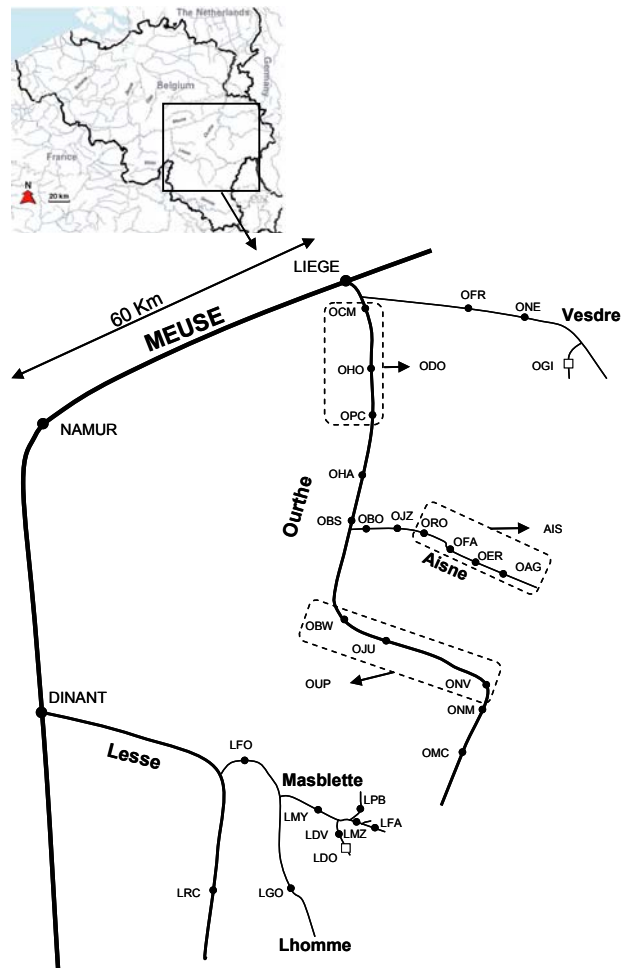 The Netherlands
Germany
Belgium
France
N
20 km
LIEGE
60 Km
MEUSE
OCM
OFR
ONE
Vesdre
OHO
ODO
OGI
OPC
NAMUR
OHA
Ourthe
OBS
OBO
OJZ
ORO
AIS
OFA
OER
Aisne
OAG
OBW
OJU
OUP
ONV
ONM
DINANT
OMC
LFO
Lesse
Masblette
LPB
LMY
LFA
LDV
LMZ
LDO
LRC
LGO
Lhomme